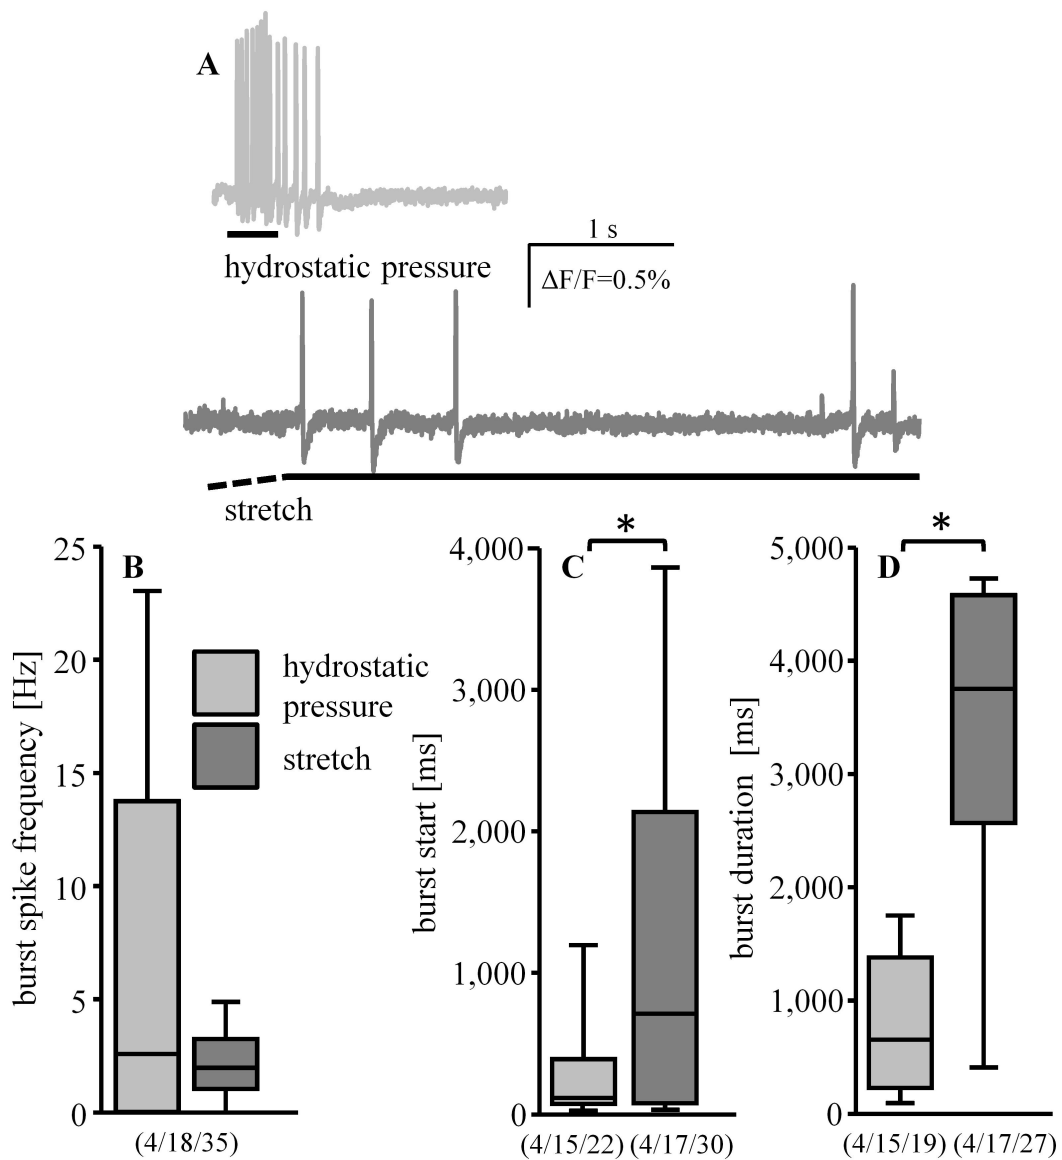 A
hydrostatic pressure
1 s
ΔF/F=0.5%
stretch
B
burst spike frequency [Hz]
25
20
15
10
5
0
hydrostatic
pressure
stretch
(4/18/35)
C
*
burst start [ms]
4,000
3,000
2,000
1,000
0
(4/15/22) (4/17/30)
D
*
burst duration [ms]
5,000
4,000
3,000
2,000
1,000
0
(4/15/19) (4/17/27)